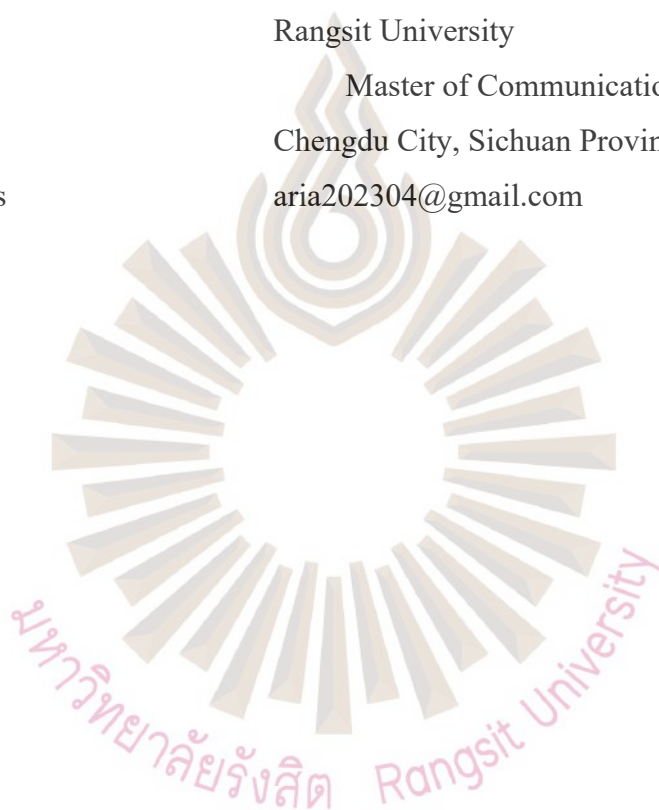 Rangsit University
Master of Communicatio
Chengdu City, Sichuan Provin
s aria202304@gmail.com
มหาวิทยาลัยรังสิต Rangsit University